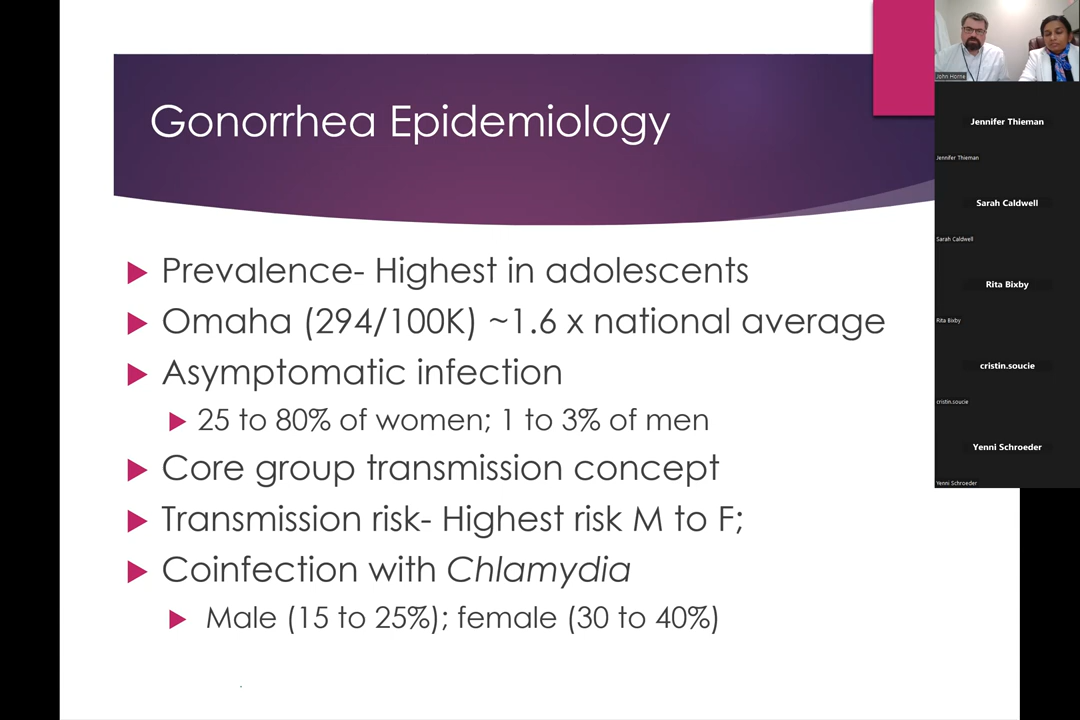 Gonorrhea Epidemiology
Prevalence- Highest in adolescents
Omaha (294/100K) ~1.6 x national average
Asymptomatic infection
25 to 80% of women; 1 to 3% of men
Core group transmission concept
Transmission risk- Highest risk M to F;
Coinfection with Chlamydia
Male (15 to 25%); female (30 to 40%)
John Horne
Jennifer Thieman
Jennifer Thieman
Sarah Caldwell
Sarah Caldwell
Rita Bixby
Rita Bixby
cristin.soucie
cristin.soucie
Yenni Schroeder
Yenni Schroeder